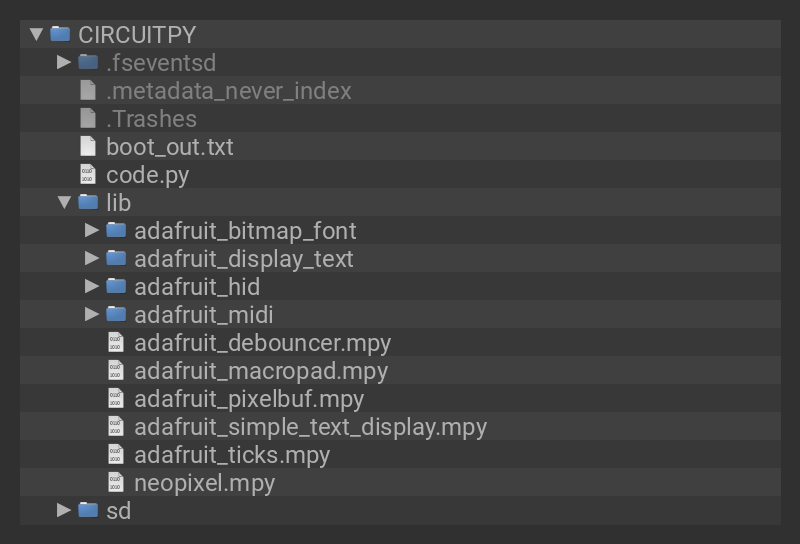 CIRCUITPY
.fseventsd
.metadata_never_index
.Trashes
boot_out.txt
code.py
lib
adafruit_bitmap_font
adafruit_display_text
adafruit_hid
adafruit_midi
adafruit_debouncer.mpy
adafruit_macropad.mpy
adafruit_pixelbuf.mpy
adafruit_simple_text_display.mpy
adafruit_ticks.mpy
neopixel.mpy
sd